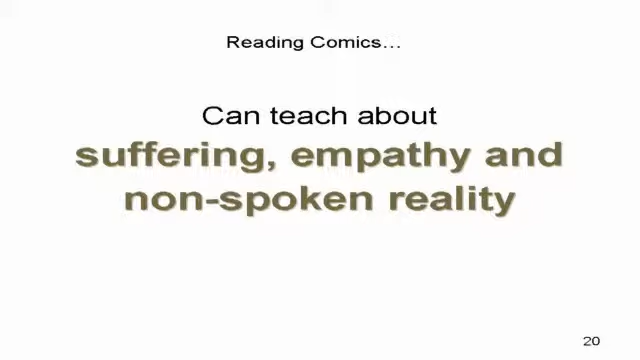 Reading Comics…
Can teach about
suffering, empathy and
non-spoken reality
20